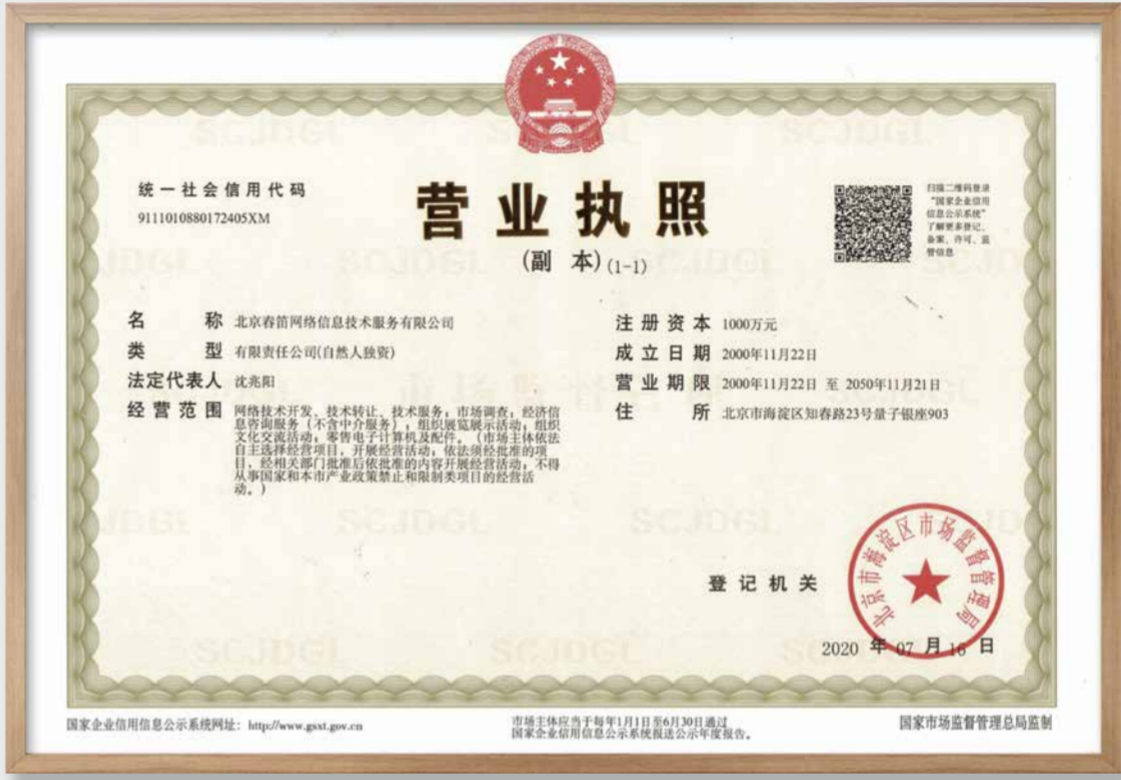 统一社会信用代码
9111010880172405XM
营业执照
(副 本)(1-1)
扫描二维码登录
“国家企业信用
信息公示系统”
了解更多登记、
备案、许可、监
管信息
名 称 北京春笛网络信息技术服务有限公司
类 型 有限责任公司(自然人独资)
法定代表人 沈兆阳
经营范围 网络技术开发、技术转让、技术服务；市场调查；经济信
息咨询服务（不含中介服务）；组织展览展示活动；组织
文化交流活动；零售电子计算机及配件。（市场主体依法
自主选择经营项目，开展经营活动；依法须经批准的项
目，经相关部门批准后依批准的内容开展经营活动；不得
从事国家和本市产业政策禁止和限制类项目的经营活
动。）
注册资本 1000万元
成立日期 2000年11月22日
营业期限 2000年11月22日 至 2050年11月21日
住 所 北京市海淀区知春路23号量子银座903
登记机关
北京市海淀区市场监督管理局
2020 年 07 月 16 日
国家企业信用信息公示系统网址：http://www.gsxt.gov.cn
市场主体应当于每年1月1日至6月30日通过
国家企业信用信息公示系统报送公示年度报告。
国家市场监督管理总局监制
SCJDGL
市场监督管理